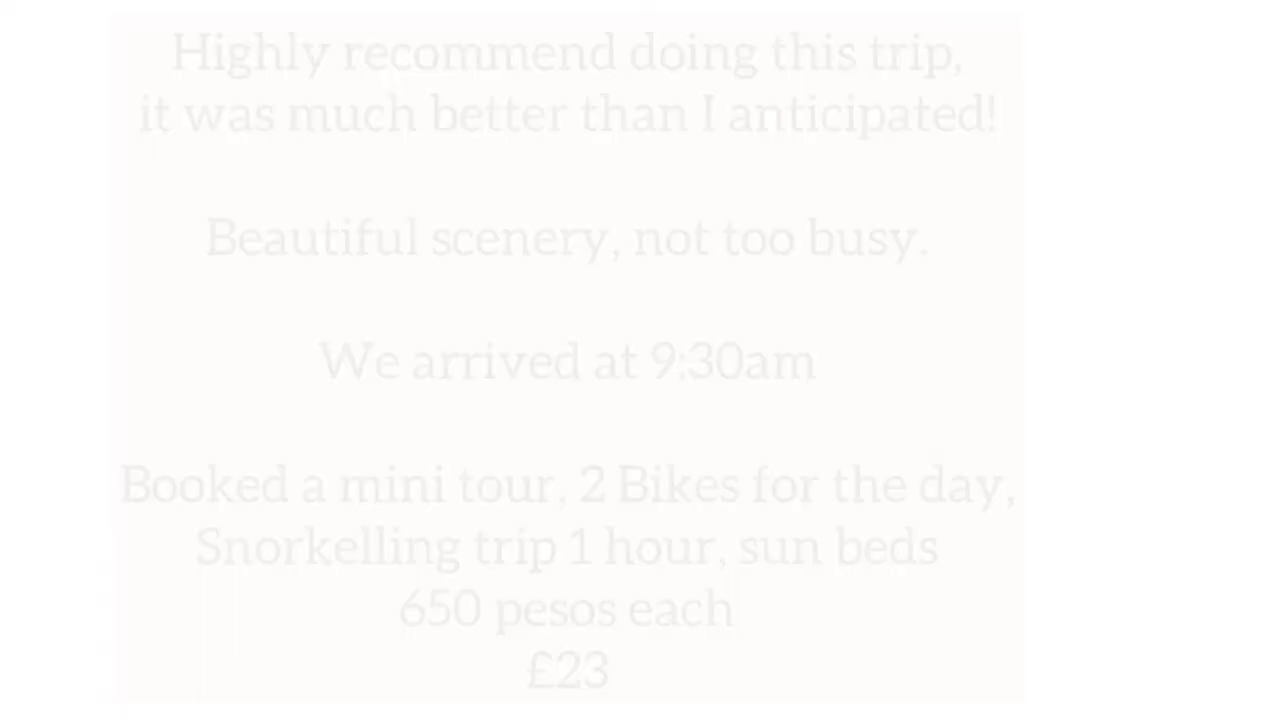 Highly recommend doing this trip,
it was much better than I anticipated!
Beautiful scenery, not too busy.
We arrived at 9:30am
Booked a mini tour, 2 Bikes for the day,
Snorkelling trip 1 hour, sun beds
650 pesos each
£23